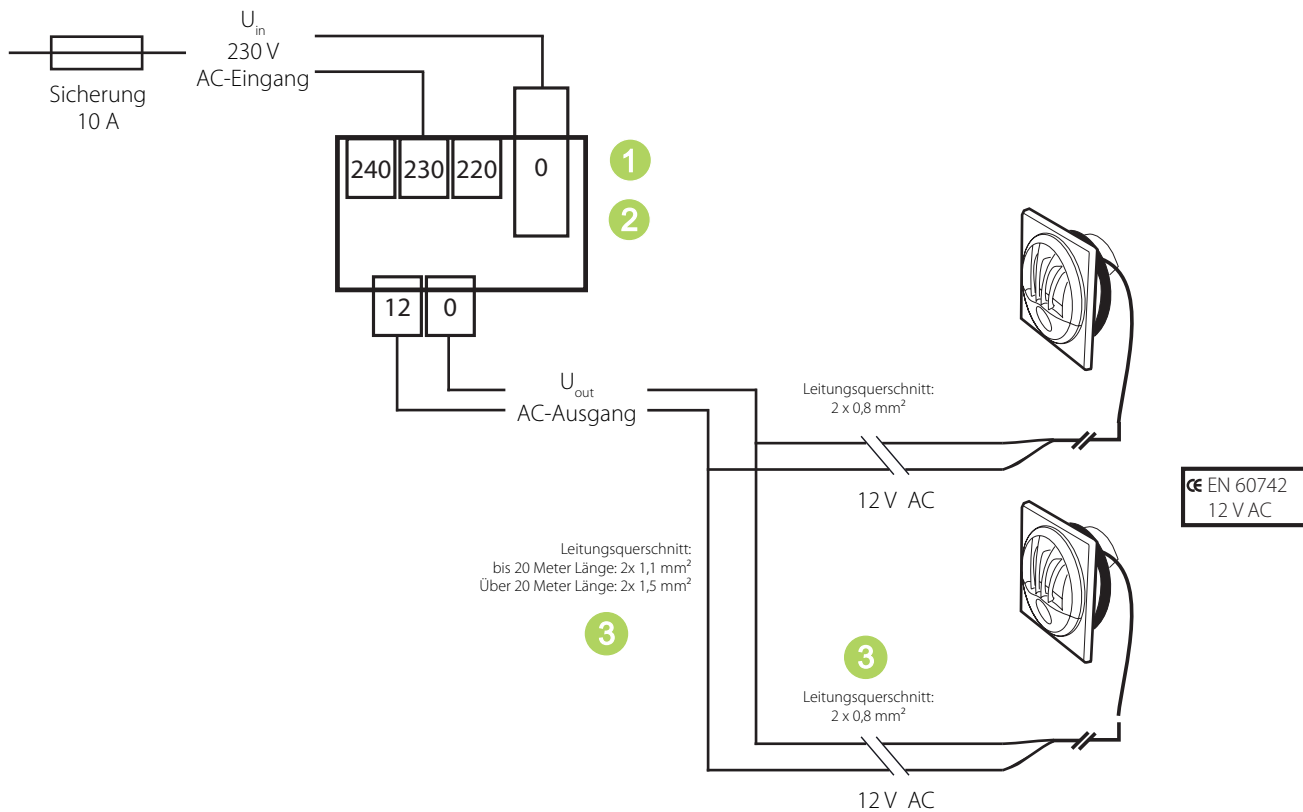 U_in
230 V
AC-Eingang
Sicherung
10 A
240 230 220 0
1
2
12 0
U_out
AC-Ausgang
Leitungsquerschnitt:
2 x 0,8 mm²
12 V AC
CE EN 60742
12 V AC
Leitungsquerschnitt:
bis 20 Meter Länge: 2x 1,1 mm²
Über 20 Meter Länge: 2x 1,5 mm²
3
3
Leitungsquerschnitt:
2 x 0,8 mm²
12 V AC